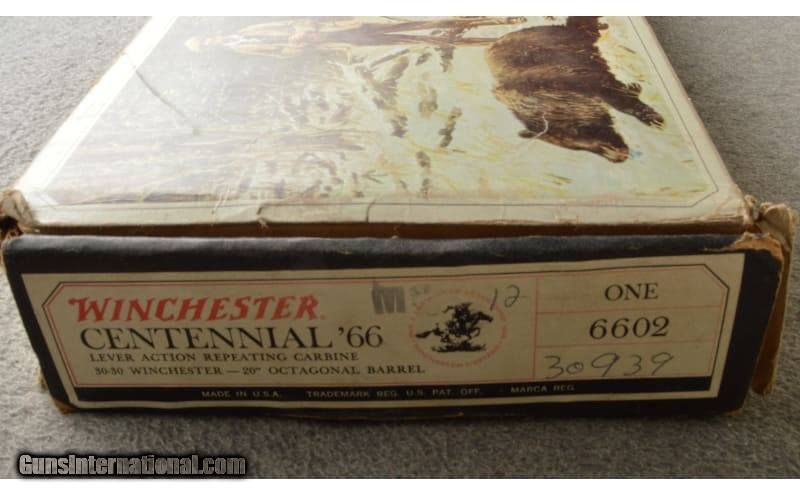 WINCHESTER
CENTENNIAL '66
LEVER ACTION REPEATING CARBINE
30-30 WINCHESTER — 20" OCTAGONAL BARREL
12
ONE
6602
30939
MADE IN U.S.A. TRADEMARK REG. U.S. PAT. OFF. MARCA REG.
GunsInternational.com